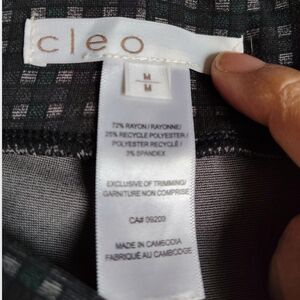 cleo
M
M
72% RAYON / RAYONNE /
25% RECYCLE POLYESTER /
POLYESTER RECYCLÉ /
3% SPANDEX
EXCLUSIVE OF TRIMMING/
GARNITURE NON COMPRISE
CA# 09209
MADE IN CAMBODIA
FABRIQUÉ AU CAMBODGE